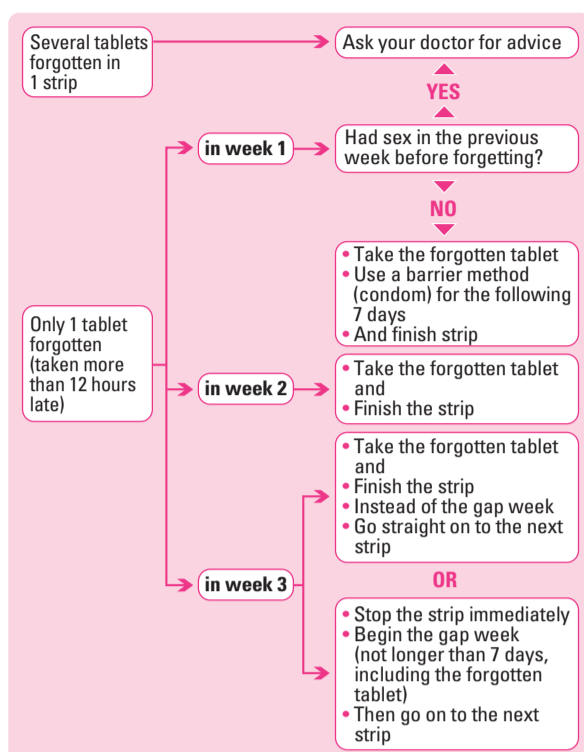 Several tablets
forgotten in
1 strip
Ask your doctor for advice
YES
in week 1
Had sex in the previous
week before forgetting?
NO
• Take the forgotten tablet
• Use a barrier method
(condom) for the following
7 days
• And finish strip
Only 1 tablet
forgotten
(taken more
than 12 hours
late)
in week 2
• Take the forgotten tablet
and
• Finish the strip
in week 3
• Take the forgotten tablet
and
• Finish the strip
• Instead of the gap week
• Go straight on to the next
strip
OR
• Stop the strip immediately
• Begin the gap week
(not longer than 7 days,
including the forgotten
tablet)
• Then go on to the next
strip